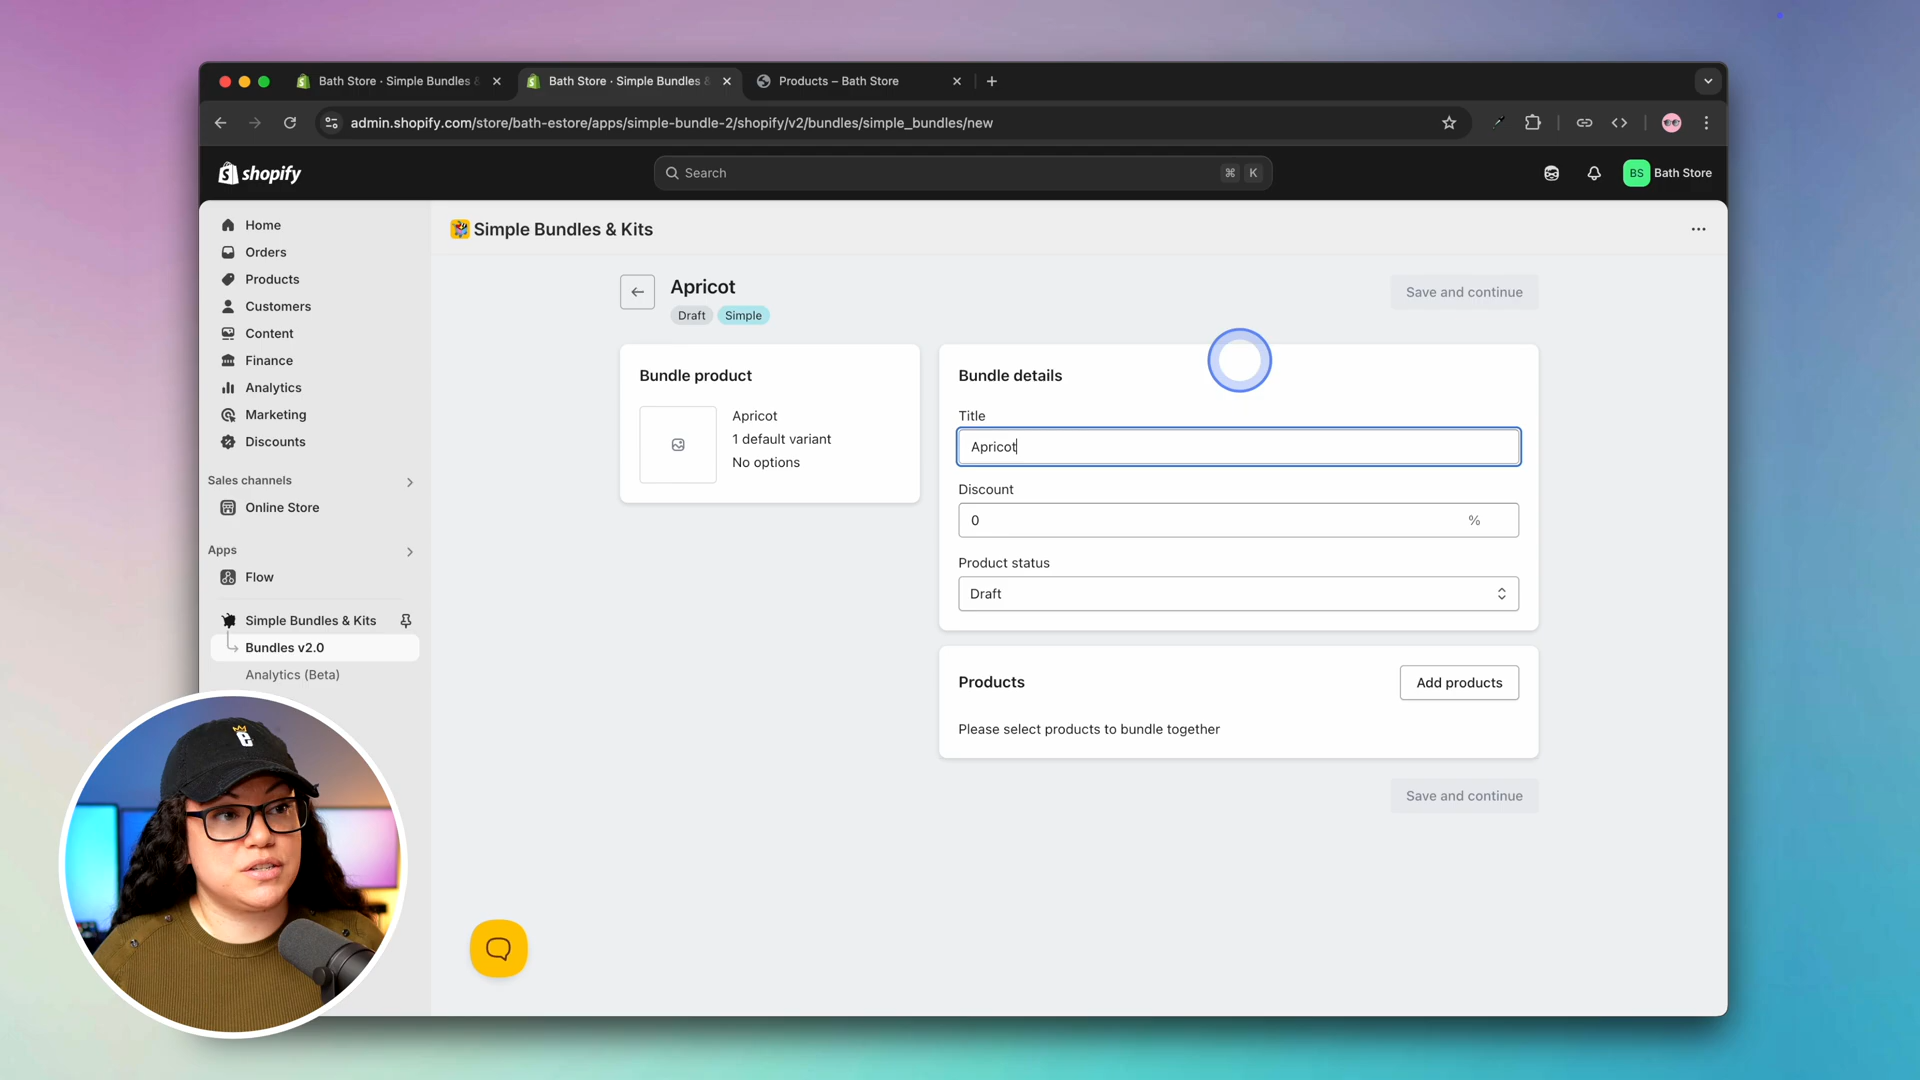 Bath Store · Simple Bundles &
Bath Store · Simple Bundles &
Products – Bath Store
admin.shopify.com/store/bath-estore/apps/simple-bundle-2/shopify/v2/bundles/simple_bundles/new
shopify
Search
⌘ K
BS
Bath Store
Home
Orders
Products
Customers
Content
Finance
Analytics
Marketing
Discounts
Sales channels
Online Store
Apps
Flow
Simple Bundles & Kits
Bundles v2.0
Analytics (Beta)
Simple Bundles & Kits
Apricot
Draft
Simple
Save and continue
Bundle product
Apricot
1 default variant
No options
Bundle details
Title
Apricot
Discount
0
%
Product status
Draft
Products
Add products
Please select products to bundle together
Save and continue
e